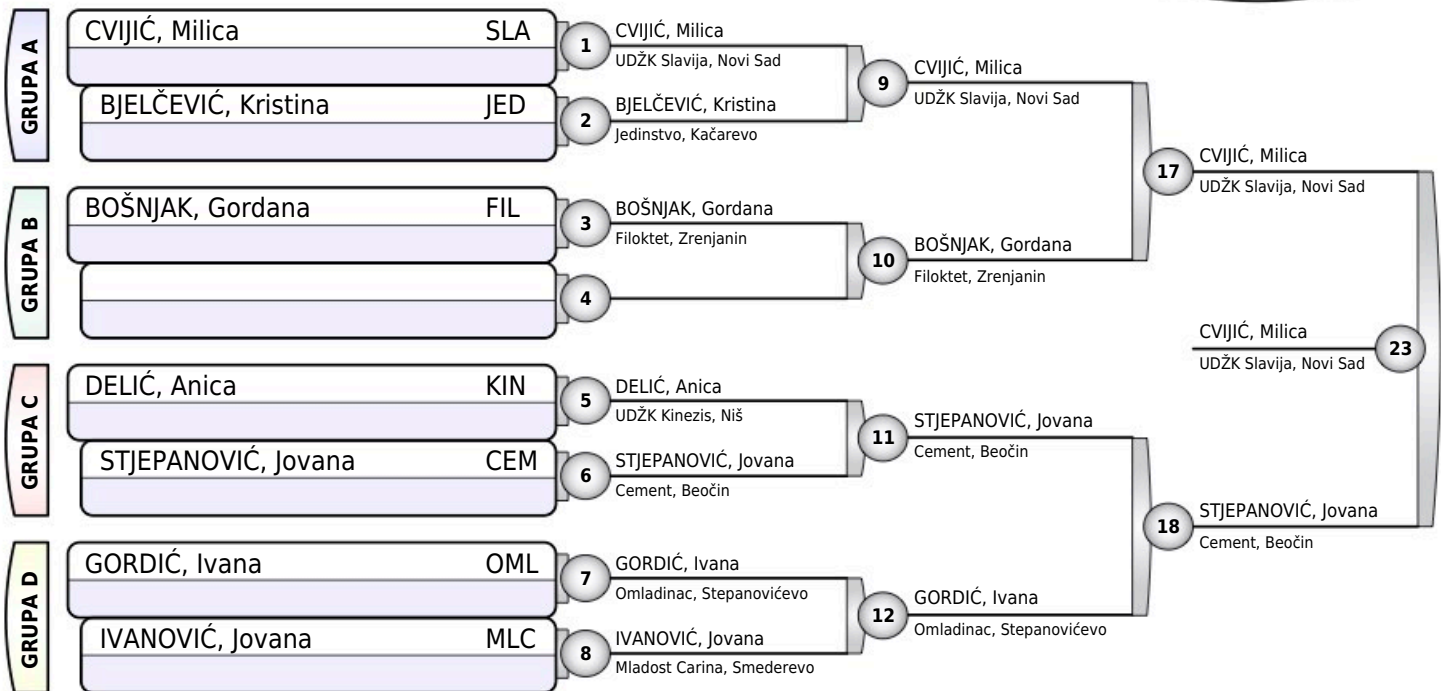 GRUPA A
CVIJIĆ, Milica SLA
BJELČEVIĆ, Kristina JED
GRUPA B
BOŠNJAK, Gordana FIL
GRUPA C
DELIĆ, Anica KIN
STJEPANOVIĆ, Jovana CEM
GRUPA D
GORDIĆ, Ivana OML
IVANOVIĆ, Jovana MLC
1
CVIJIĆ, Milica
UDŽK Slavija, Novi Sad
2
BJELČEVIĆ, Kristina
Jedinstvo, Kačarevo
3
BOŠNJAK, Gordana
Filoktet, Zrenjanin
4
5
DELIĆ, Anica
UDŽK Kinezis, Niš
6
STJEPANOVIĆ, Jovana
Cement, Beočin
7
GORDIĆ, Ivana
Omladinac, Stepanovićevo
8
IVANOVIĆ, Jovana
Mladost Carina, Smederevo
9
CVIJIĆ, Milica
UDŽK Slavija, Novi Sad
10
BOŠNJAK, Gordana
Filoktet, Zrenjanin
11
STJEPANOVIĆ, Jovana
Cement, Beočin
12
GORDIĆ, Ivana
Omladinac, Stepanovićevo
17
CVIJIĆ, Milica
UDŽK Slavija, Novi Sad
18
STJEPANOVIĆ, Jovana
Cement, Beočin
CVIJIĆ, Milica
UDŽK Slavija, Novi Sad
23